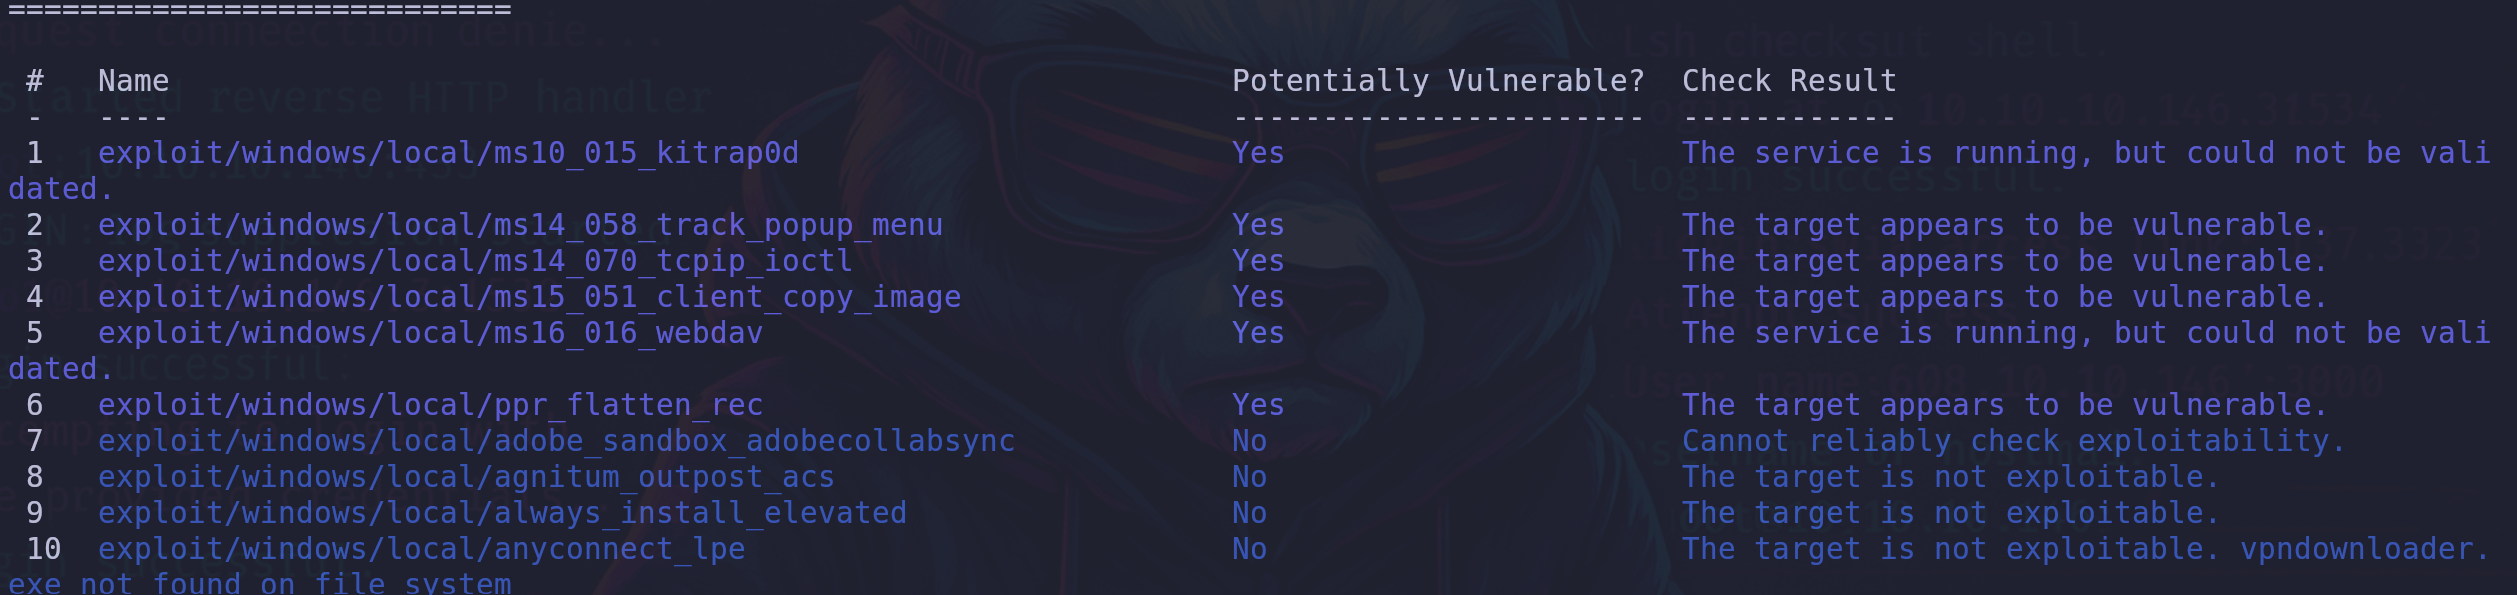 ============================
#   Name   Potentially Vulnerable?   Check Result
-   ----   -----------------------   ------------
1   exploit/windows/local/ms10_015_kitrap0d   Yes   The service is running, but could not be vali
dated.
2   exploit/windows/local/ms14_058_track_popup_menu   Yes   The target appears to be vulnerable.
3   exploit/windows/local/ms14_070_tcpip_ioctl   Yes   The target appears to be vulnerable.
4   exploit/windows/local/ms15_051_client_copy_image   Yes   The target appears to be vulnerable.
5   exploit/windows/local/ms16_016_webdav   Yes   The service is running, but could not be vali
dated.
6   exploit/windows/local/ppr_flatten_rec   Yes   The target appears to be vulnerable.
7   exploit/windows/local/adobe_sandbox_adobecollabsync   No   Cannot reliably check exploitability.
8   exploit/windows/local/agnitum_outpost_acs   No   The target is not exploitable.
9   exploit/windows/local/always_install_elevated   No   The target is not exploitable.
10   exploit/windows/local/anyconnect_lpe   No   The target is not exploitable. vpndownloader.
exe not found on file system